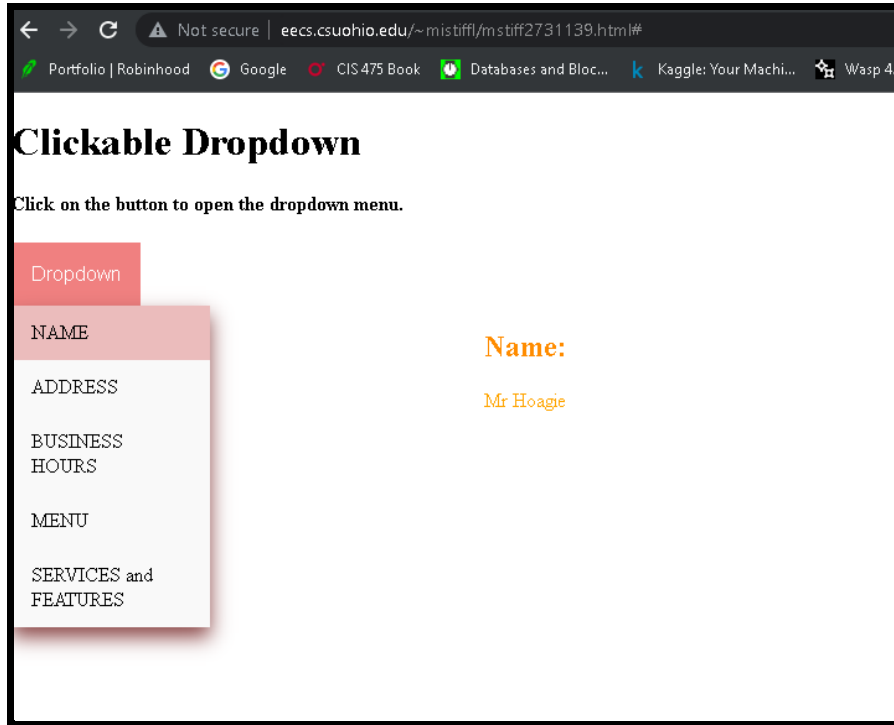 Not secure | eecs.csuohio.edu/~mistiffl/mstiff2731139.html#
Portfolio | Robinhood Google CIS 475 Book Databases and Bloc... Kaggle: Your Machi... Wasp 4.
Clickable Dropdown
Click on the button to open the dropdown menu.
Dropdown
NAME
Name:
ADDRESS
Mr Hoagie
BUSINESS
HOURS
MENU
SERVICES and
FEATURES